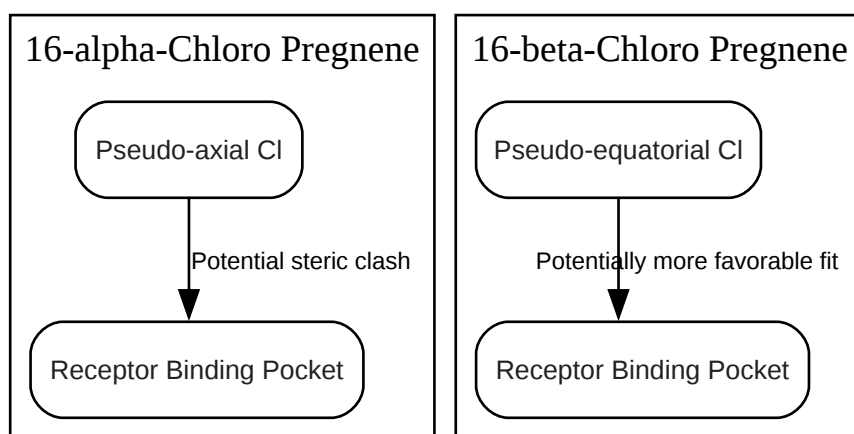 16-alpha-Chloro Pregnene
Pseudo-axial Cl
Potential steric clash
Receptor Binding Pocket
16-beta-Chloro Pregnene
Pseudo-equatorial Cl
Potentially more favorable fit
Receptor Binding Pocket